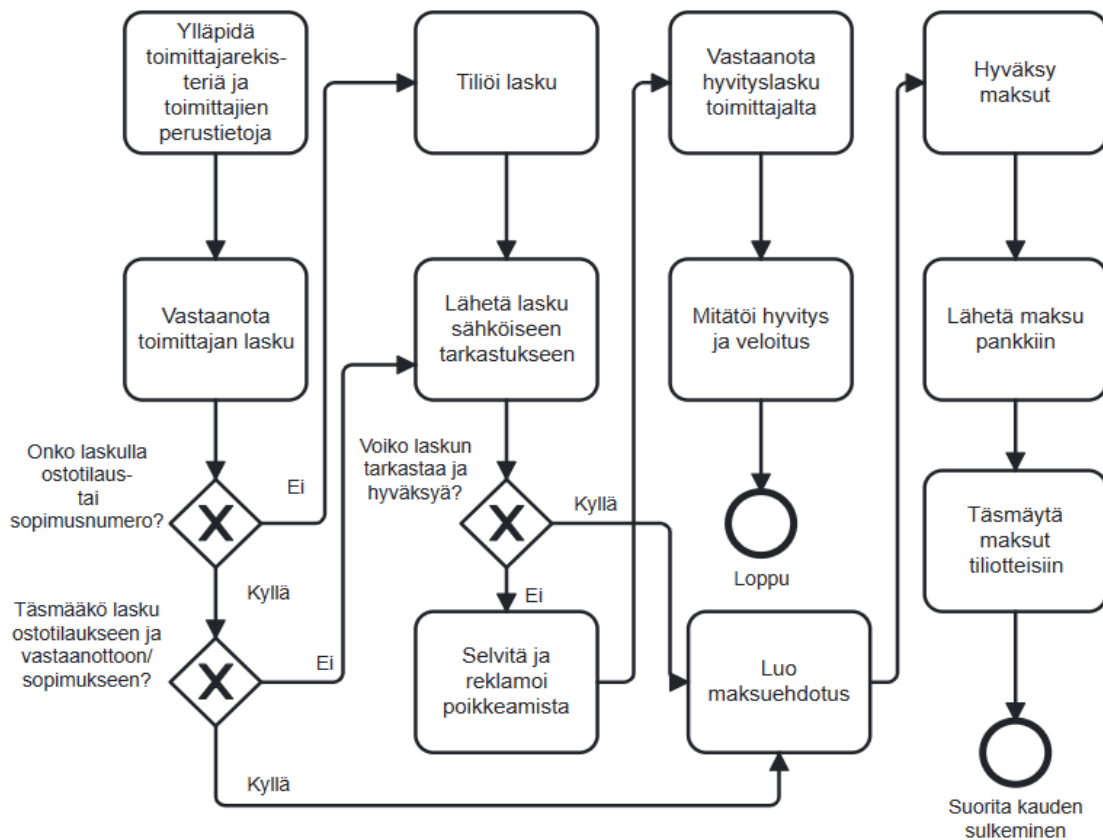 Ylläpidä
toimittajarekis-
teriä ja
toimittajien
perustietoja
Vastaanota
toimittajan lasku
Onko laskulla
ostotilaus-
tai
sopimusnumero?
Ei
Kyllä
Täsmääkö lasku
ostotilaukseen ja
vastaanottoon/
sopimukseen?
Ei
Kyllä
Tiliöi lasku
Lähetä lasku
sähköiseen
tarkastukseen
Voiko laskun
tarkastaa ja
hyväksyä?
Kyllä
Ei
Selvitä ja
reklamoi
poikkeamista
Vastaanota
hyvityslasku
toimittajalta
Mitätöi hyvitys
ja veloitus
Loppu
Luo
maksuehdotus
Hyväksy
maksut
Lähetä maksu
pankkiin
Täsmäytä
maksut
tiliotteisiin
Suorita kauden
sulkeminen